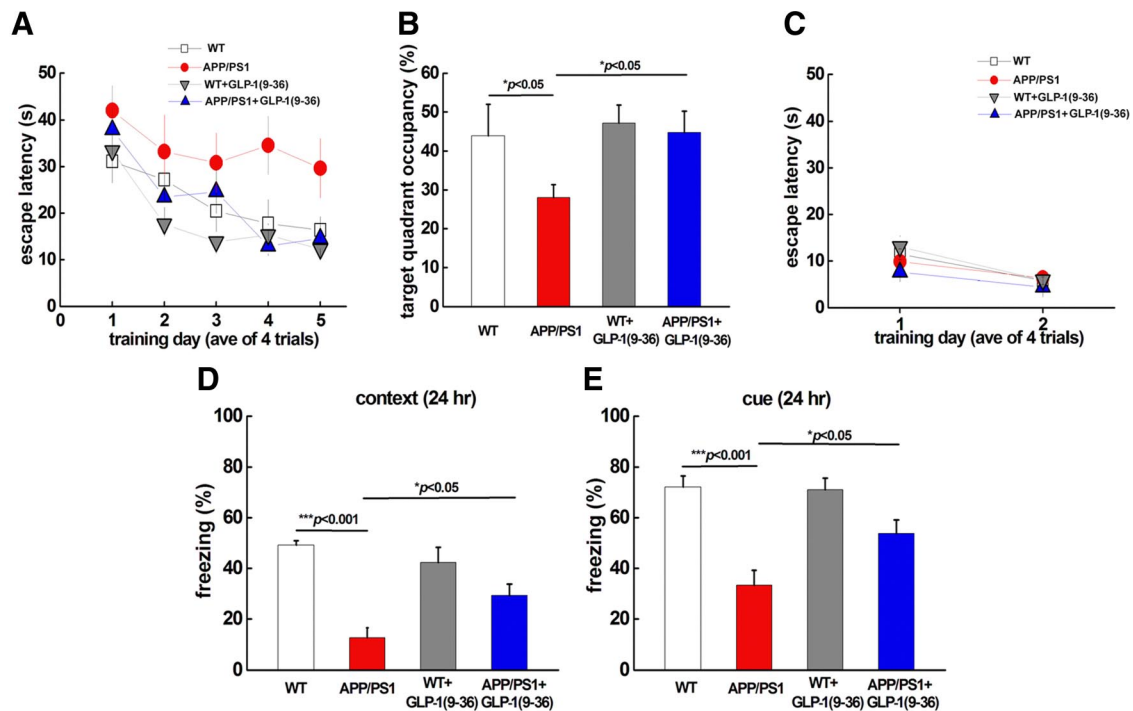 A
WT
APP/PS1
WT+GLP-1(9-36)
APP/PS1+GLP-1(9-36)
escape latency (s)
50
40
30
20
10
0
0 1 2 3 4 5
training day (ave of 4 trials)
B
target quadrant occupancy (%)
60
50
40
30
20
10
0
*p<0.05
*p<0.05
WT
APP/PS1
WT+
GLP-1(9-36)
APP/PS1+
GLP-1(9-36)
C
WT
APP/PS1
WT+GLP-1(9-36)
APP/PS1+GLP-1(9-36)
escape latency (s)
50
40
30
20
10
0
1 2
training day (ave of 4 trials)
D
context (24 hr)
freezing (%)
100
80
60
40
20
0
***p<0.001
*p<0.05
WT
APP/PS1
WT+
GLP-1(9-36)
APP/PS1+
GLP-1(9-36)
E
cue (24 hr)
freezing (%)
100
80
60
40
20
0
***p<0.001
*p<0.05
WT
APP/PS1
WT+
GLP-1(9-36)
APP/PS1+
GLP-1(9-36)